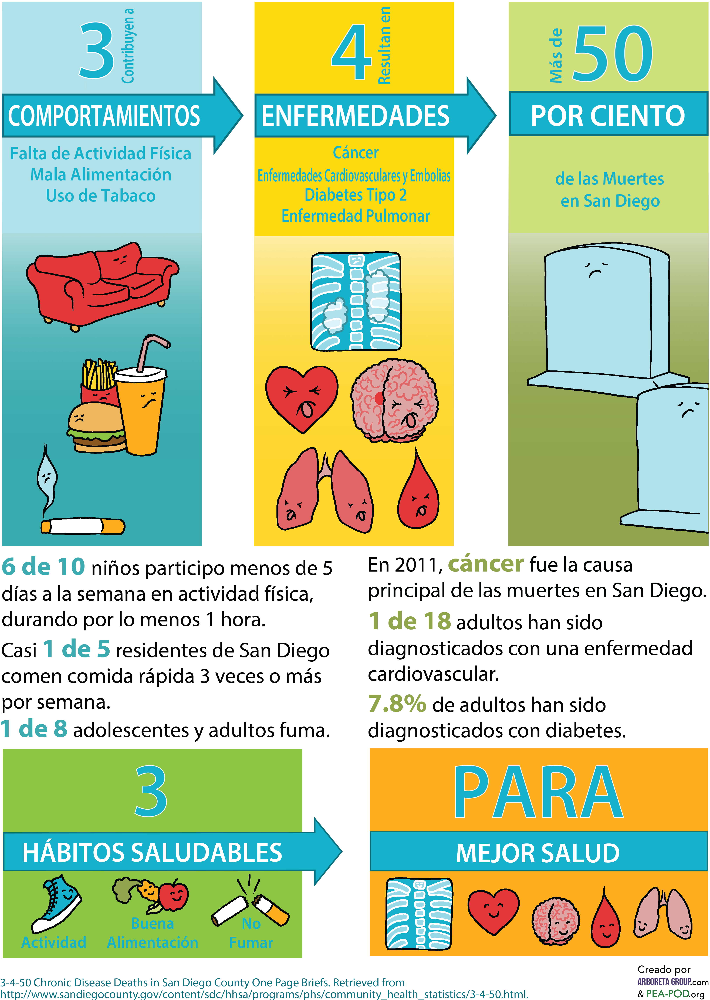 3
Contribuyen a
COMPORTAMIENTOS
Falta de Actividad Física
Mala Alimentación
Uso de Tabaco
4
Resultan en
ENFERMEDADES
Cáncer
Enfermedades Cardiovasculares y Embolias
Diabetes Tipo 2
Enfermedad Pulmonar
Más de
50
POR CIENTO
de las Muertes
en San Diego
6 de 10 niños participo menos de 5
días a la semana en actividad física,
durando por lo menos 1 hora.
Casi 1 de 5 residentes de San Diego
comen comida rápida 3 veces o más
por semana.
1 de 8 adolescentes y adultos fuma.
En 2011, cáncer fue la causa
principal de las muertes en San Diego.
1 de 18 adultos han sido
diagnosticados con una enfermedad
cardiovascular.
7.8% de adultos han sido
diagnosticados con diabetes.
3
HÁBITOS SALUDABLES
Actividad
Buena
Alimentación
No
Fumar
PARA
MEJOR SALUD
3-4-50 Chronic Disease Deaths in San Diego County One Page Briefs. Retrieved from
http://www.sandiegocounty.gov/content/sdc/hhsa/programs/phs/community_health_statistics/3-4-50.html.
Creado por
ARBORETA GROUP.com
& PEA-POD.org